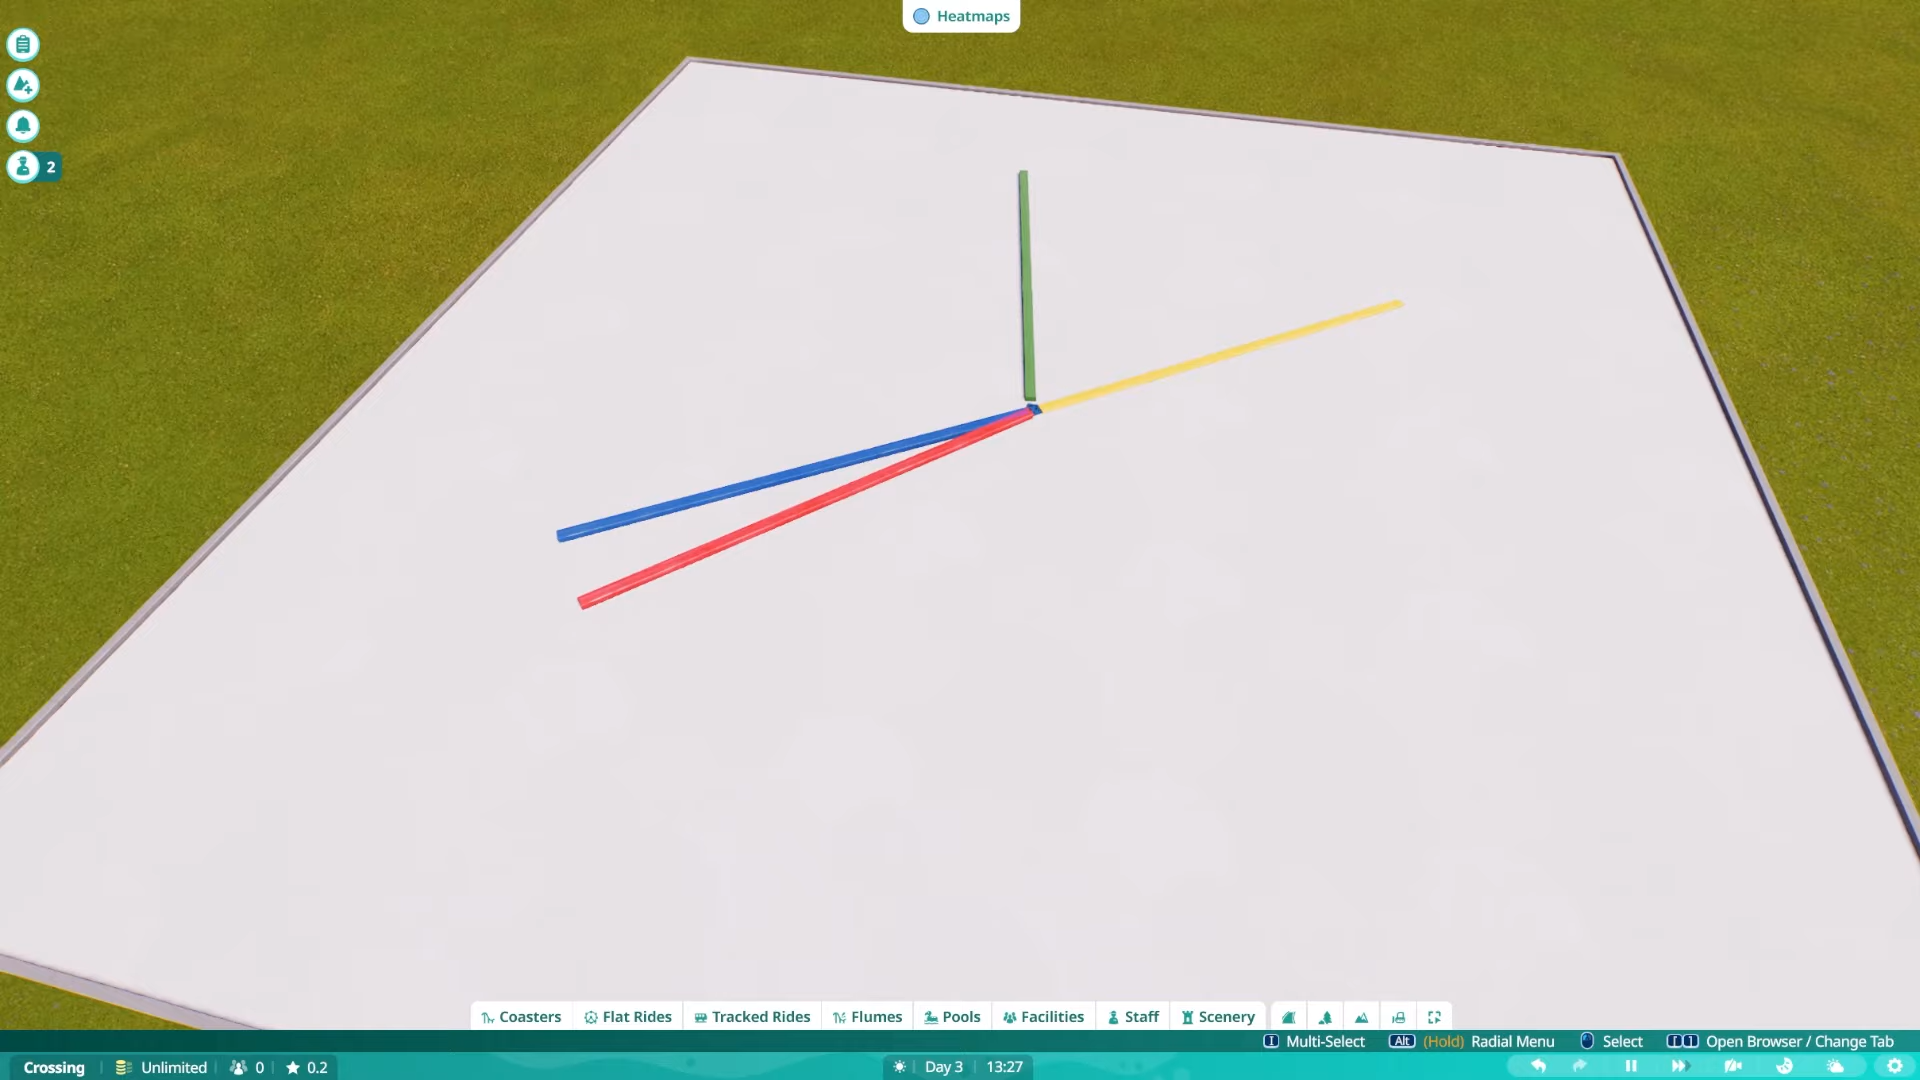 Heatmaps
2
Coasters Flat Rides Tracked Rides Flumes Pools Facilities Staff Scenery
Multi-Select Alt (Hold) Radial Menu Select Open Browser / Change Tab
Crossing Unlimited 0 0.2 Day 3 13:27